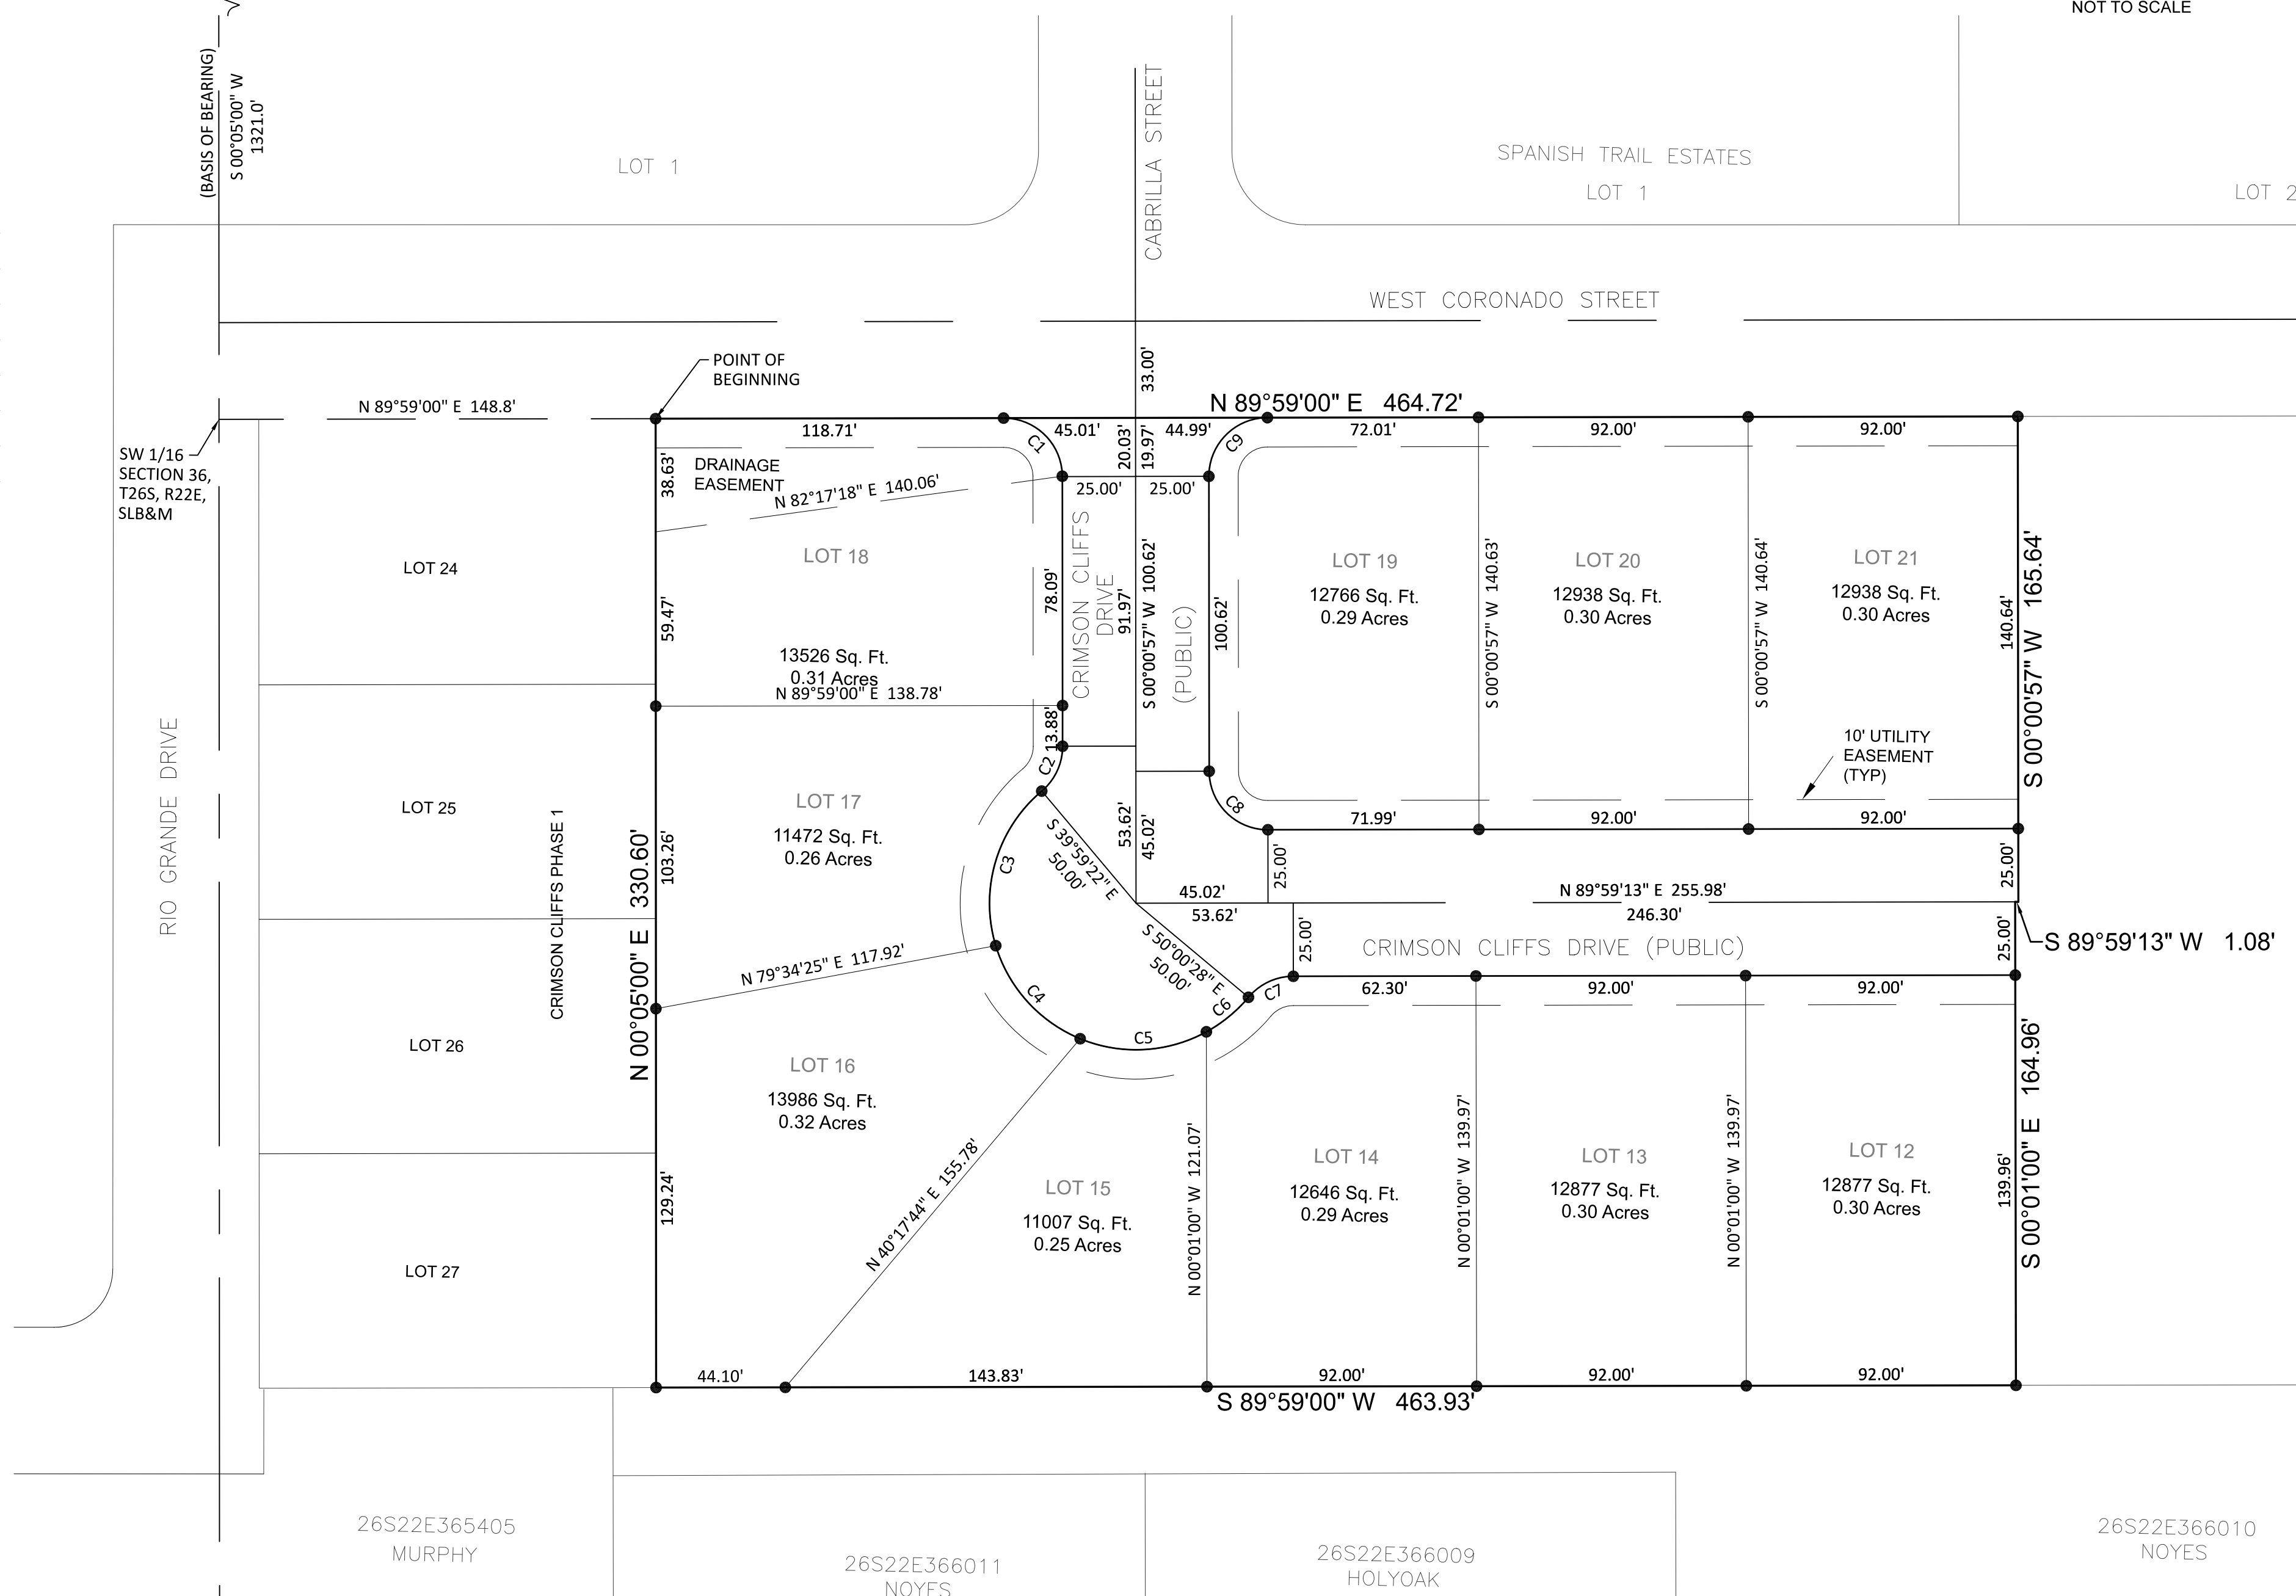 NOT TO SCALE
(BASIS OF BEARING)
S 00°05'00" W
1321.0'
LOT 1
CABRILLA STREET
SPANISH TRAIL ESTATES
LOT 1
LOT 2
WEST CORONADO STREET
33.00'
POINT OF
BEGINNING
N 89°59'00" E 148.8'
N 89°59'00" E 464.72'
SW 1/16
SECTION 36,
T26S, R22E,
SLB&M
118.71'
C1
45.01'
20.03'
19.97'
44.99'
C9
72.01'
92.00'
92.00'
38.63'
DRAINAGE
EASEMENT
N 82°17'18" E 140.06'
25.00'
25.00'
LOT 24
LOT 18
59.47'
13526 Sq. Ft.
0.31 Acres
N 89°59'00" E 138.78'
78.09'
CRIMSON CLIFFS
DRIVE
91.97'
S 00°00'57" W 100.62'
(PUBLIC)
100.62'
LOT 19
12766 Sq. Ft.
0.29 Acres
S 00°00'57" W 140.63'
LOT 20
12938 Sq. Ft.
0.30 Acres
S 00°00'57" W 140.64'
LOT 21
12938 Sq. Ft.
0.30 Acres
140.64'
S 00°00'57" W 165.64'
13.88'
C2
10' UTILITY
EASEMENT
(TYP)
RIO GRANDE DRIVE
LOT 25
CRIMSON CLIFFS PHASE 1
N 00°05'00" E 330.60'
103.26'
LOT 17
11472 Sq. Ft.
0.26 Acres
C3
S 39°59'22" E
50.00'
53.62'
45.02'
C8
71.99'
92.00'
92.00'
25.00'
25.00'
45.02'
53.62'
N 89°59'13" E 255.98'
246.30'
25.00'
CRIMSON CLIFFS DRIVE (PUBLIC)
25.00'
S 89°59'13" W 1.08'
N 79°34'25" E 117.92'
S 50°00'28" E
50.00'
C4
C5
C6
C7
62.30'
92.00'
92.00'
LOT 26
LOT 16
13986 Sq. Ft.
0.32 Acres
129.24'
N 40°17'44" E 155.78'
LOT 15
11007 Sq. Ft.
0.25 Acres
N 00°01'00" W 121.07'
LOT 14
12646 Sq. Ft.
0.29 Acres
N 00°01'00" W 139.97'
LOT 13
12877 Sq. Ft.
0.30 Acres
N 00°01'00" W 139.97'
LOT 12
12877 Sq. Ft.
0.30 Acres
139.96'
S 00°01'00" E 164.96'
LOT 27
44.10'
143.83'
92.00'
92.00'
92.00'
S 89°59'00" W 463.93'
26S22E365405
MURPHY
26S22E366011
NOYES
26S22E366009
HOLYOAK
26S22E366010
NOYES